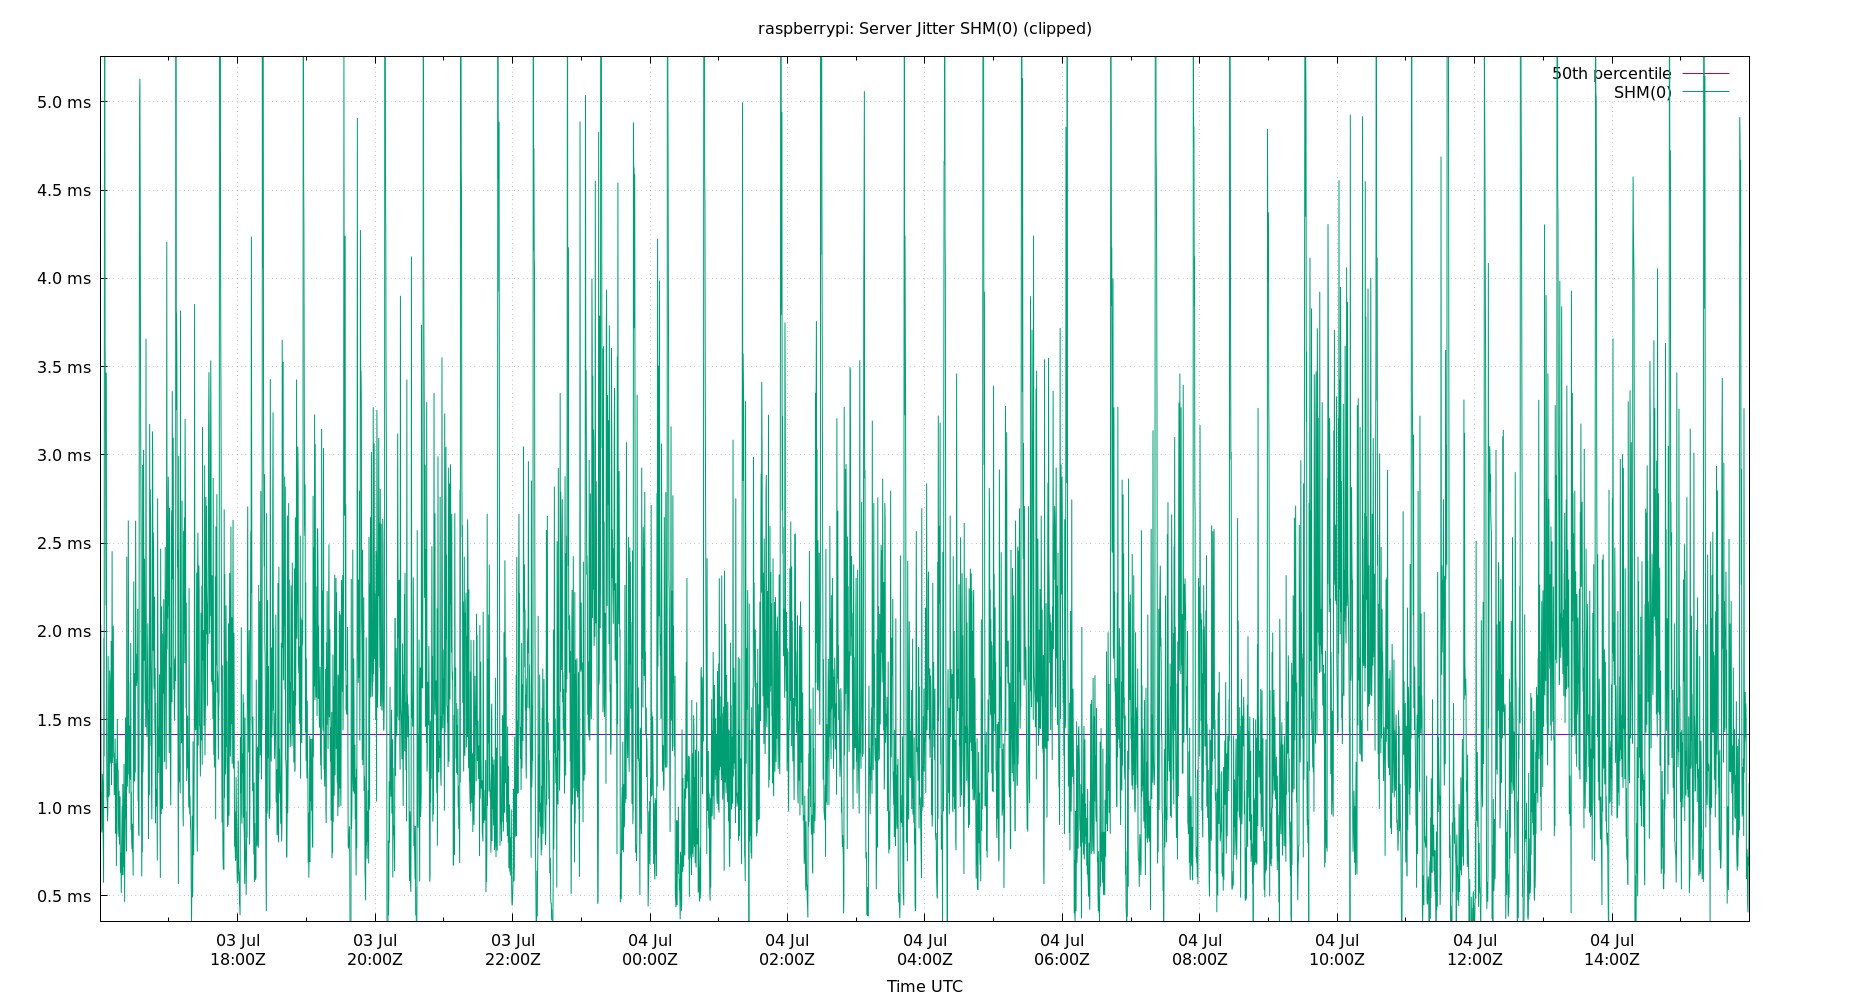 raspberrypi: Server Jitter SHM(0) (clipped)
50th percentile
SHM(0)
5.0 ms
4.5 ms
4.0 ms
3.5 ms
3.0 ms
2.5 ms
2.0 ms
1.5 ms
1.0 ms
0.5 ms
03 Jul 03 Jul 03 Jul 04 Jul 04 Jul 04 Jul 04 Jul 04 Jul 04 Jul 04 Jul 04 Jul
18:00Z 20:00Z 22:00Z 00:00Z 02:00Z 04:00Z 06:00Z 08:00Z 10:00Z 12:00Z 14:00Z
Time UTC